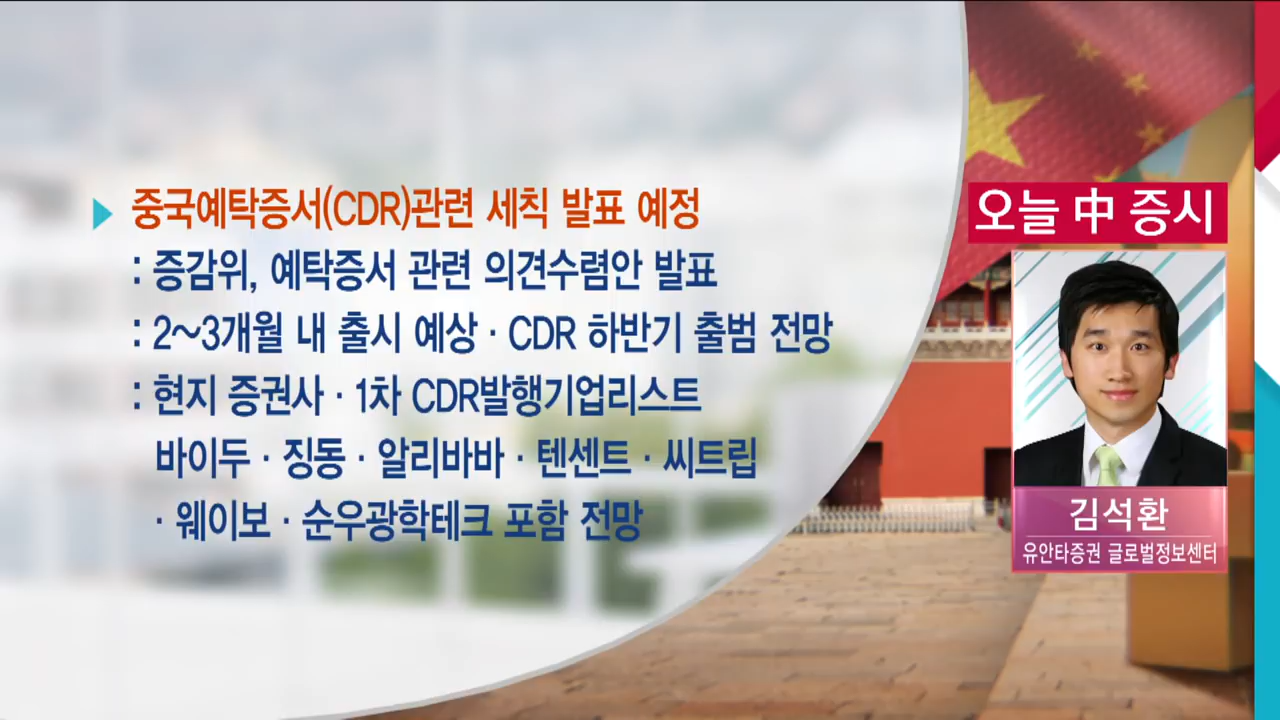 중국예탁증서(CDR)관련 세칙 발표 예정
: 증감위, 예탁증서 관련 의견수렴안 발표
: 2~3개월 내 출시 예상 · CDR 하반기 출범 전망
: 현지 증권사 · 1차 CDR발행기업리스트
바이두 · 징동 · 알리바바 · 텐센트 · 씨트립
· 웨이보 · 순우광학테크 포함 전망
오늘 中 증시
김석환
유안타증권 글로벌정보센터